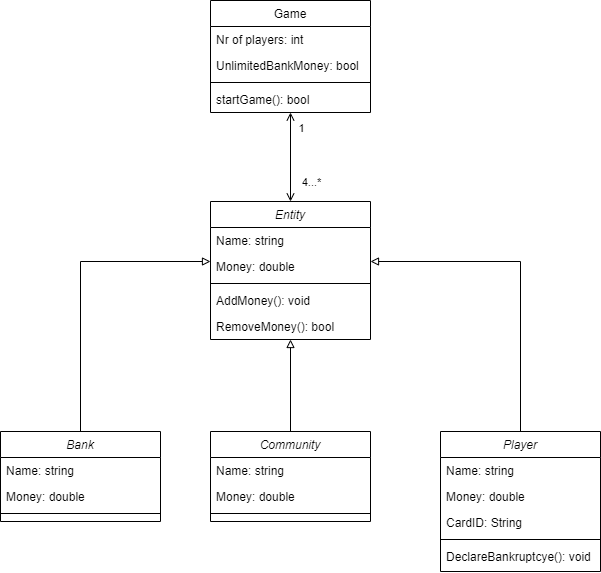 Game
Nr of players: int
UnlimitedBankMoney: bool
startGame(): bool
1
4...*
Entity
Name: string
Money: double
AddMoney(): void
RemoveMoney(): bool
Bank
Name: string
Money: double
Community
Name: string
Money: double
Player
Name: string
Money: double
CardID: String
DeclareBankruptcye(): void